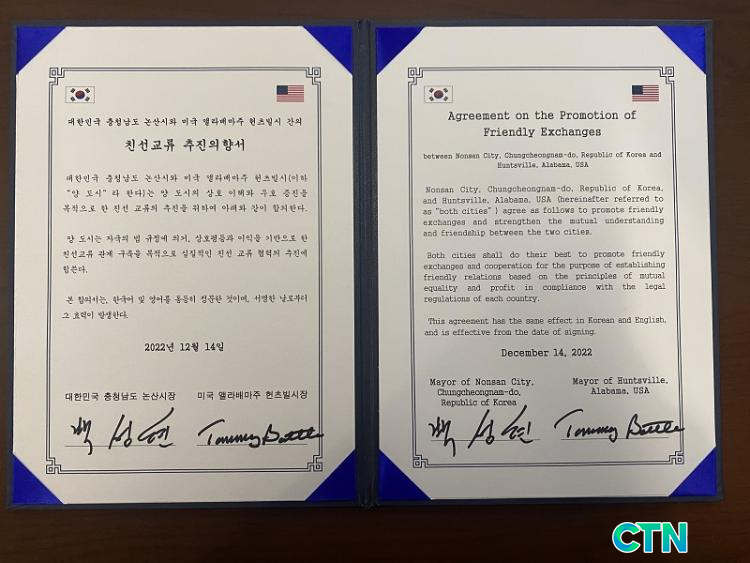 대한민국 충청남도 논산시와 미국 앨라배마주 헌츠빌시 간의
친선교류 추진의향서
대한민국 충청남도 논산시와 미국 앨라배마주 헌츠빌시(이하
"양 도시" 라 한다)는 양 도시의 상호 이해와 우호 증진을
목적으로 한 친선 교류의 추진을 위하여 아래와 같이 합의한다.
양 도시는 자국의 법 규정에 의거, 상호평등과 이익을 기반으로 한
친선교류 관계 구축을 목적으로 실질적인 친선 교류 협력의 추진에
힘쓴다.
본 합의서는, 한국어 및 영어를 동등히 정문한 것이며, 서명한 날로부터
그 효력이 발생한다.
2022년 12월 14일
대한민국 충청남도 논산시장 미국 앨라배마주 헌츠빌시장
백 성현 Tommy Battle
Agreement on the Promotion of
Friendly Exchanges
between Nonsan City, Chungcheongnam-do, Republic of Korea and
Huntsville, Alabama, USA
Nonsan City, Chungcheongnam-do, Republic of Korea,
and Huntsville, Alabama, USA (hereinafter referred to
as "both cities") agree as follows to promote friendly
exchanges and strengthen the mutual understanding
and friendship between the two cities.
Both cities shall do their best to promote friendly
exchanges and cooperation for the purpose of establishing
friendly relations based on the principles of mutual
equality and profit in compliance with the legal
regulations of each country.
This agreement has the same effect in Korean and English,
and is effective from the date of signing.
December 14, 2022
Mayor of Nonsan City,
Chungcheongnam-do,
Republic of Korea
Mayor of Huntsville,
Alabama, USA
백 성현 Tommy Battle
CTN